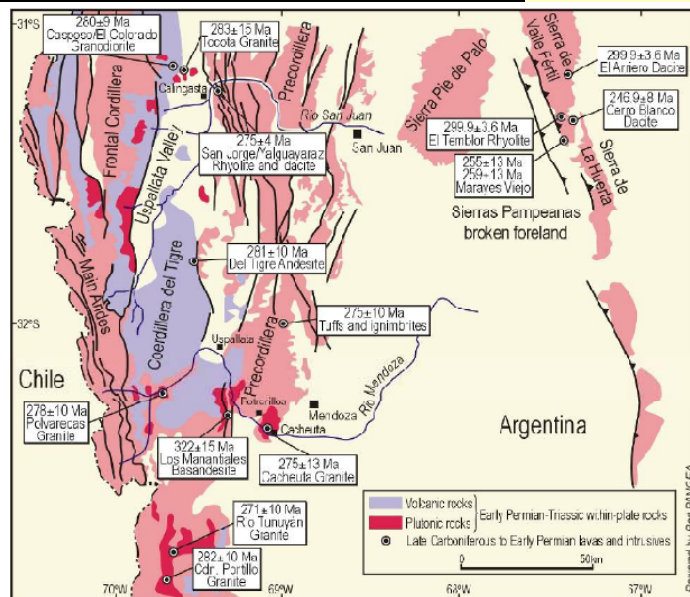 31°S
280±9 Ma
Casposo/El Colorado
Granodiorite
283±15 Ma
Tocota Granite
Calingasta
Frontal Cordillera
Uspallata Valley
Precordillera
Río San Juan
San Juan
Sierra Pie de Palo
Sierra de
Valle Fértil
299.9±3.6 Ma
El Arriero Dacite
246.9±8 Ma
Cerro Blanco
Dacite
299.9±3.6 Ma
El Temblor Rhyolite
255±13 Ma
259±13 Ma
Marayes Viejo
Sierra de
La Huerta
Sierras Pampeanas
broken foreland
275±4 Ma
San Jorge/Yalguayaraz
Rhyolite and dacite
281±10 Ma
Del Tigre Andesite
Main Andes
Coerdillera del Tigre
32°S
275±10 Ma
Tuffs and ignimbrites
Uspallata
Precordillera
Chile
278±10 Ma
Polvarecas
Granite
Potrerillos
Mendoza
Río Mendoza
Cacheuta
Argentina
322±15 Ma
Los Manantiales
Basandesite
275±13 Ma
Cacheuta Granite
271±10 Ma
Río Tunuyán
Granite
282±10 Ma
Cdn. Portillo
Granite
Volcanic rocks
Plutonic rocks
Early Permian-Triassic within-plate rocks
Late Carboniferous to Early Permian lavas and intrusives
0 50km
70°W 69°W 68°W 67°W